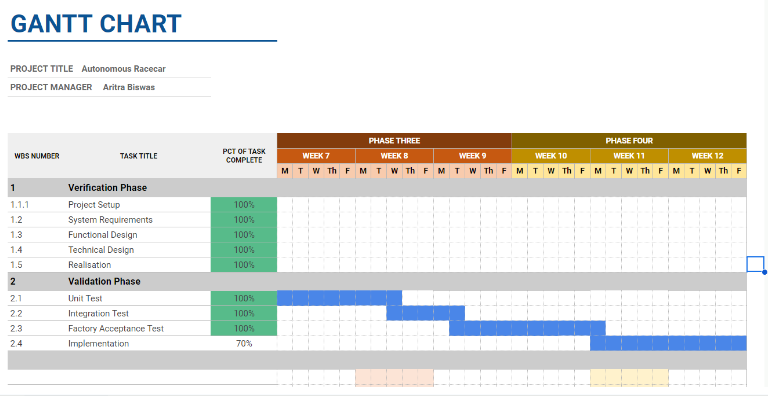 GANTT CHART
PROJECT TITLE Autonomous Racecar
PROJECT MANAGER Aritra Biswas
PHASE THREE PHASE FOUR
WBS NUMBER TASK TITLE PCT OF TASK COMPLETE WEEK 7 WEEK 8 WEEK 9 WEEK 10 WEEK 11 WEEK 12
M T W Th F M T W Th F M T W Th F M T W Th F M T W Th F M T W Th F
1 Verification Phase
1.1.1 Project Setup 100%
1.2 System Requirements 100%
1.3 Functional Design 100%
1.4 Technical Design 100%
1.5 Realisation 100%
2 Validation Phase
2.1 Unit Test 100%
2.2 Integration Test 100%
2.3 Factory Acceptance Test 100%
2.4 Implementation 70%